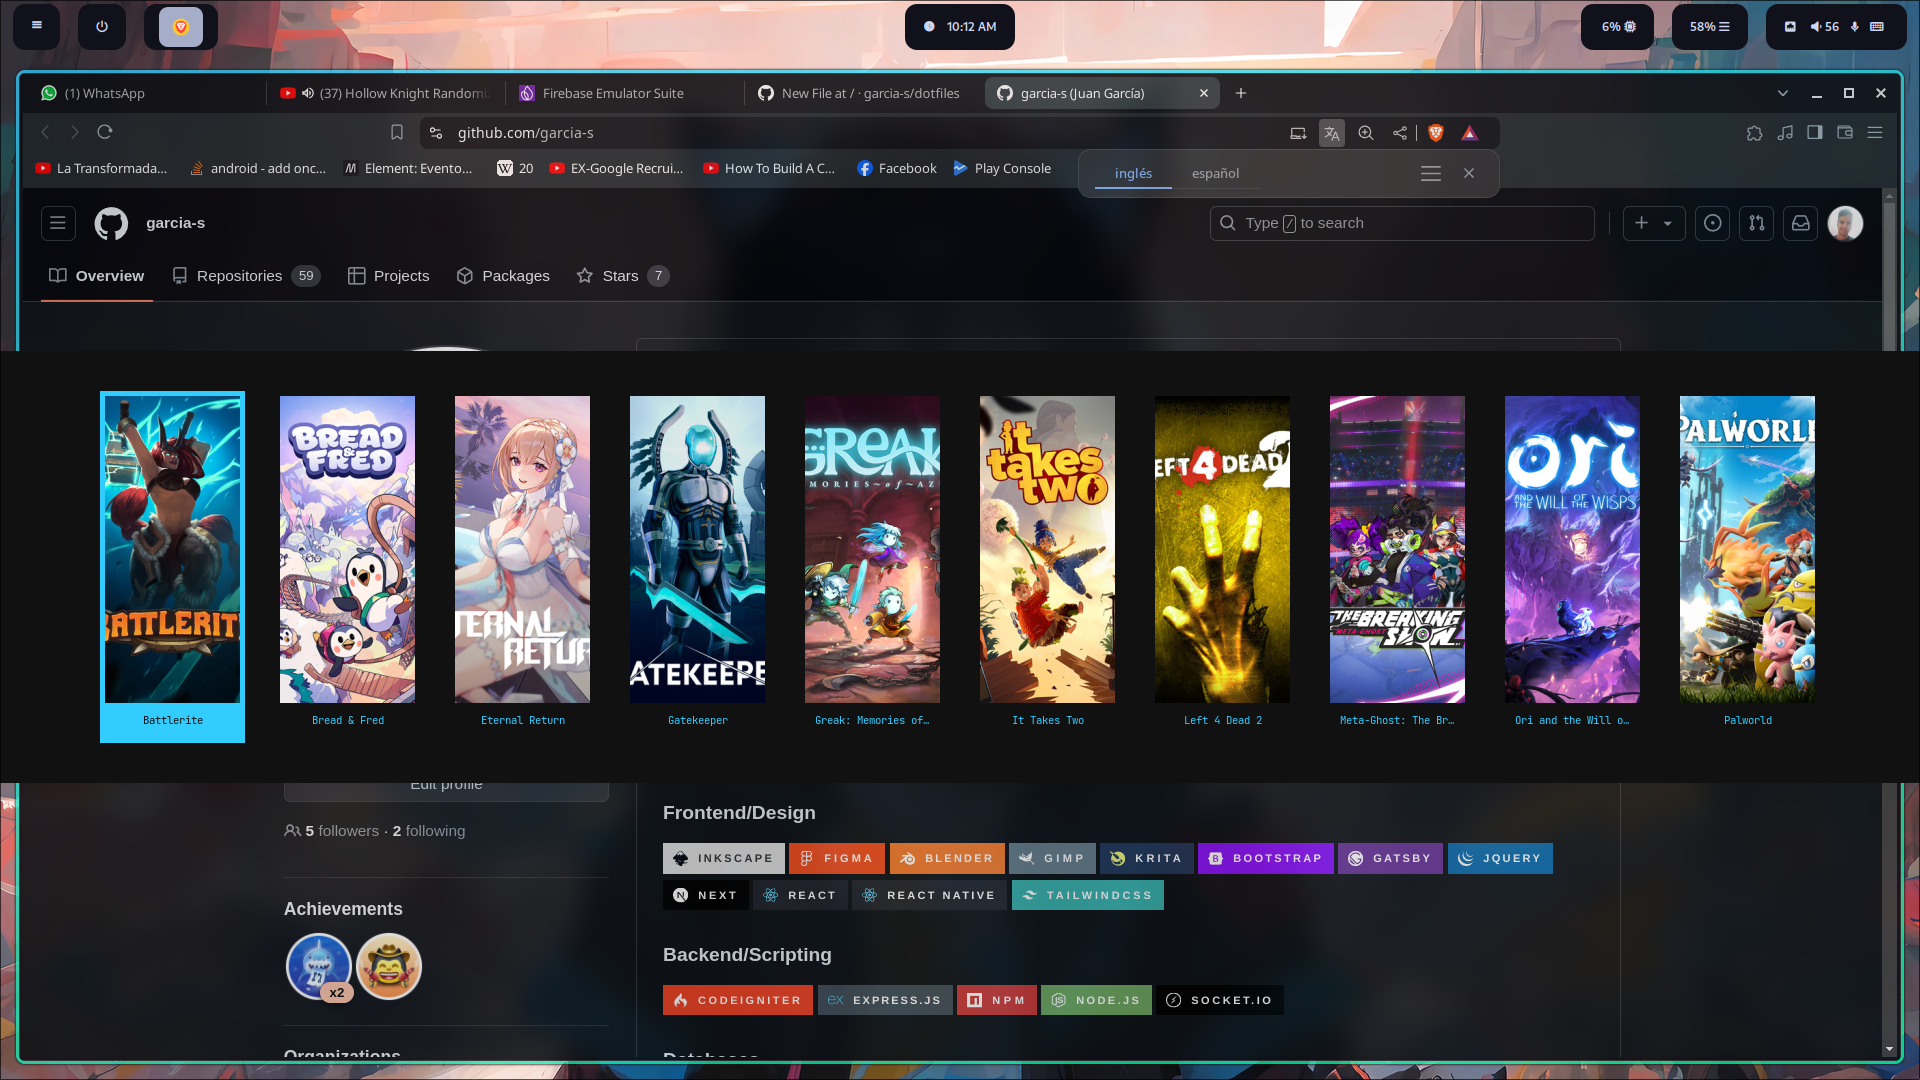 10:12 AM
6%
58%
56
(1) WhatsApp
(37) Hollow Knight Randomi
Firebase Emulator Suite
New File at / · garcia-s/dotfiles
garcia-s (Juan García)
github.com/garcia-s
La Transformada...
android - add onc...
Element: Evento...
20
EX-Google Recrui...
How To Build A C...
Facebook
Play Console
inglés
español
garcia-s
Type / to search
Overview
Repositories 59
Projects
Packages
Stars 7
BATTLERITE
BREAD & FRED
ETERNAL RETUR
ATEKEEPE
GREAK
MORIES~of~AZ
it takes two
LEFT 4 DEAD 2
THE BREAKING SHOW
META-GHOST
ori
AND THE WILL OF THE WISPS
PALWORLD
Battlerite
Bread & Fred
Eternal Return
Gatekeeper
Greak: Memories of…
It Takes Two
Left 4 Dead 2
Meta-Ghost: The Br…
Ori and the Will o…
Palworld
Edit profile
5 followers · 2 following
Achievements
x2
Organizations
Frontend/Design
INKSCAPE
FIGMA
BLENDER
GIMP
KRITA
BOOTSTRAP
GATSBY
JQUERY
NEXT
REACT
REACT NATIVE
TAILWINDCSS
Backend/Scripting
CODEIGNITER
EXPRESS.JS
NPM
NODE.JS
SOCKET.IO
Databases